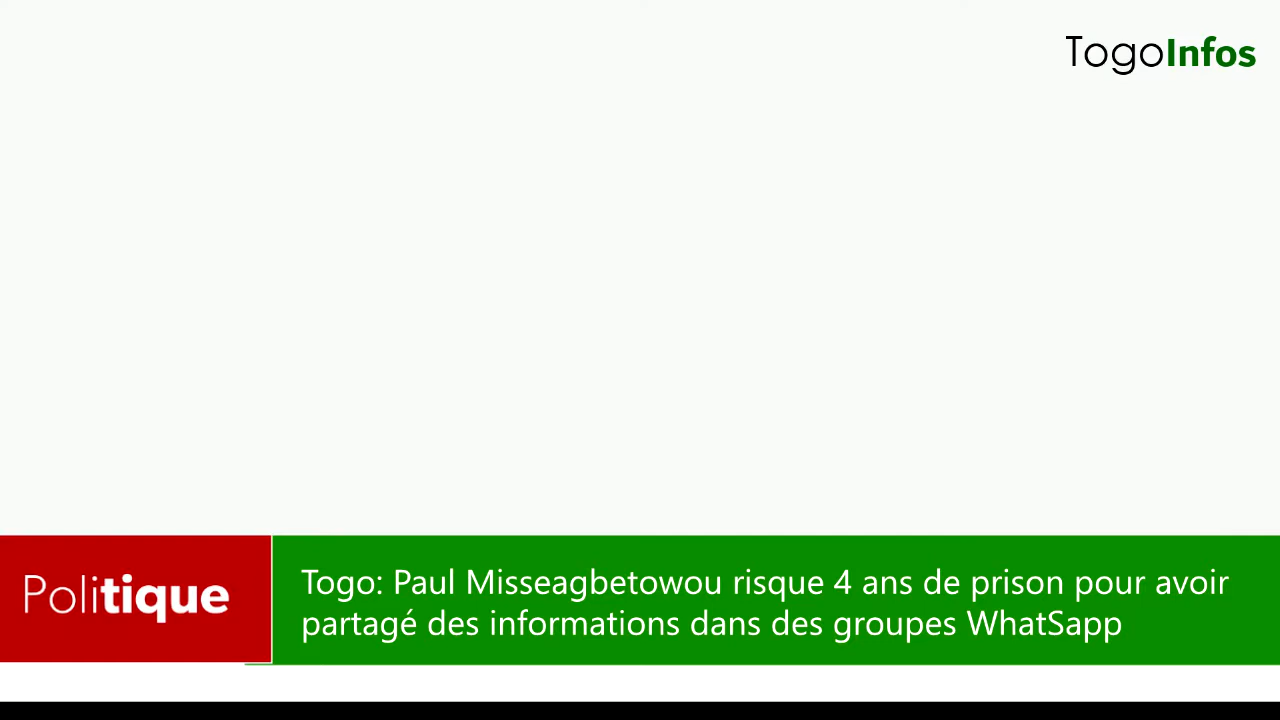 TogoInfos
Politique
Togo: Paul Misseagbetowou risque 4 ans de prison pour avoir
partagé des informations dans des groupes WhatSapp